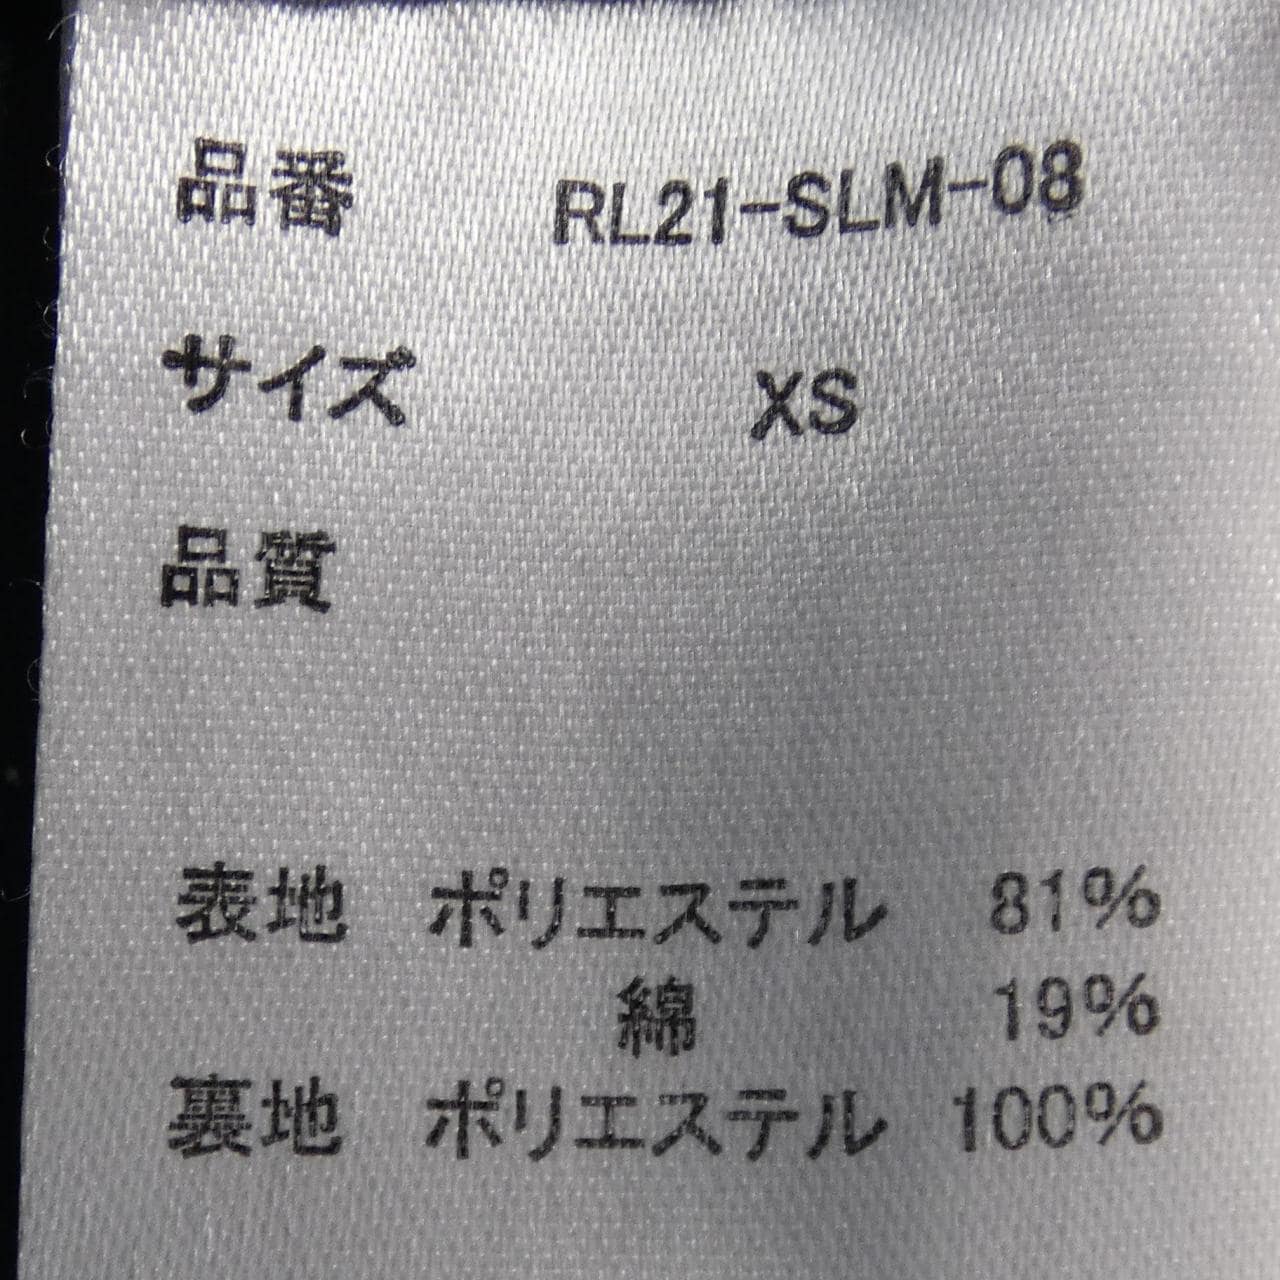 品番 RL21-SLM-08
サイズ XS
品質
表地 ポリエステル 81%
綿 19%
裏地 ポリエステル 100%